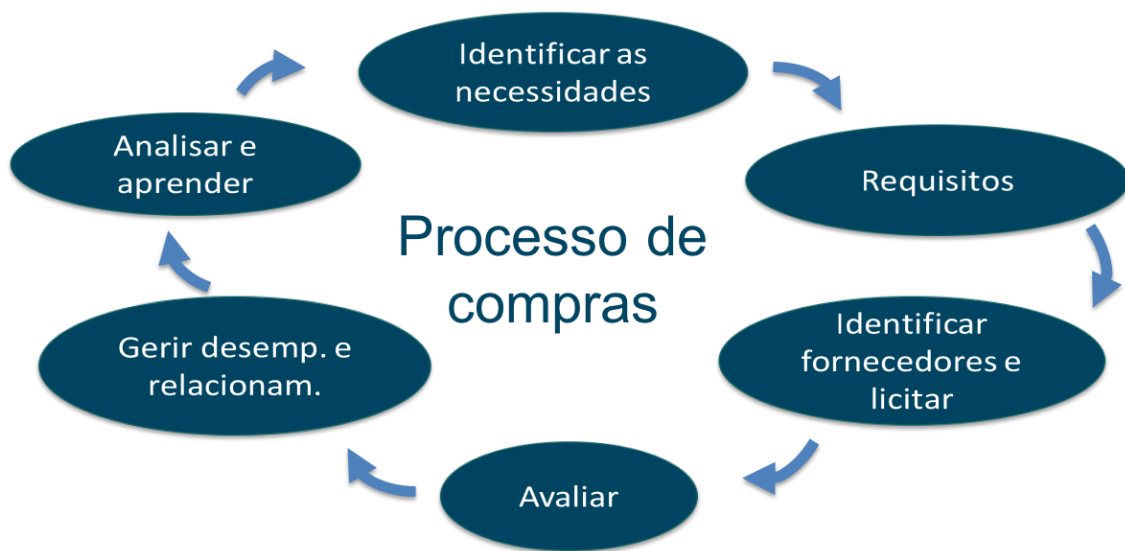 Identificar as
necessidades
Requisitos
Identificar
fornecedores e
licitar
Avaliar
Gerir desemp. e
relacionam.
Analisar e
aprender
Processo de
compras